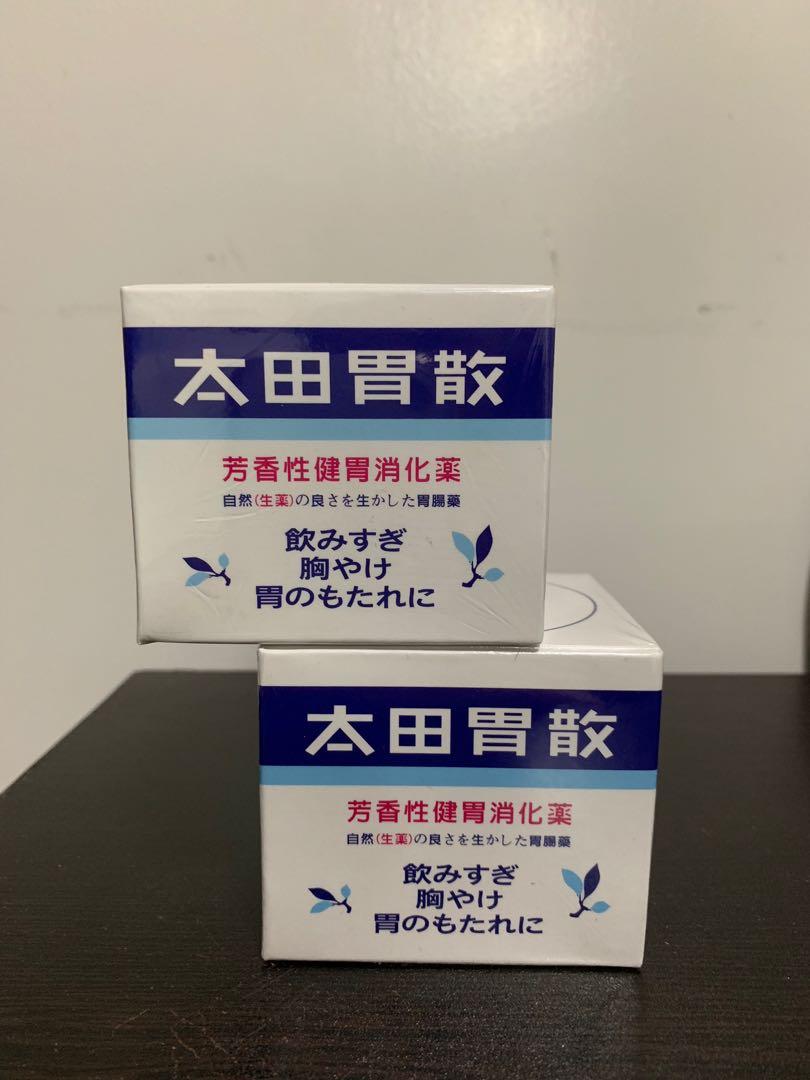 太田胃散
芳香性健胃消化薬
自然(生薬)の良さを生かした胃腸薬
飲みすぎ
胸やけ
胃のもたれに
太田胃散
芳香性健胃消化薬
自然(生薬)の良さを生かした胃腸薬
飲みすぎ
胸やけ
胃のもたれに